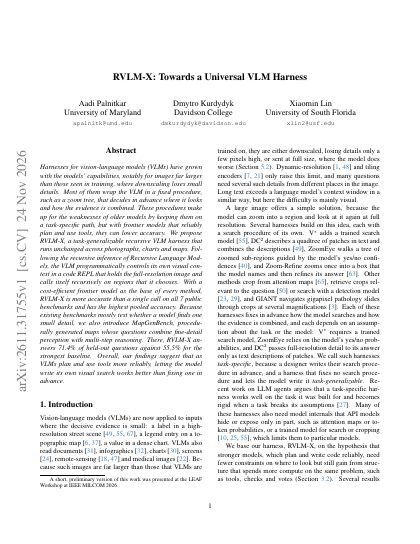 RVLM-X: Towards a Universal VLM Harness
Aadi Palnitkar
University of Maryland
apalnitk@umd.edu
Dmytro Kurdydyk
Davidson College
dmkurdydyk@davidson.edu
Xiaomin Lin
University of South Florida
xlin2@usf.edu
arXiv:2611.31755v1 [cs.CV] 24 Nov 2026
Abstract
Harnesses for vision-language models (VLMs) have grown
with the models' capabilities, notably for images far larger
than those seen in training, where downscaling loses small
details. Most of them wrap the VLM in a fixed procedure,
such as a zoom tree, that decides in advance where it looks
and how the evidence is combined. These procedures make
up for the weaknesses of older models by keeping them on
a task-specific path, but with frontier models that reliably
plan and use tools, they can lower accuracy. We propose
RVLM-X, a task-generalizable recursive VLM harness that
runs unchanged across photographs, charts and maps. Fol-
lowing the recursive inference of Recursive Language Mod-
els, the VLM programmatically controls its own visual con-
text in a code REPL that holds the full-resolution image and
calls itself recursively on regions that it chooses. With a
cost-efficient frontier model as the base of every method,
RVLM-X is more accurate than a single call on all 7 public
benchmarks and has the highest pooled accuracy. Because
existing benchmarks mostly test whether a model finds one
small detail, we also introduce MapGenBench, procedu-
rally generated maps whose questions combine fine-detail
perception with multi-step reasoning. There, RVLM-X an-
swers 71.4% of held-out questions against 55.5% for the
strongest baseline. Overall, our findings suggest that as
VLMs plan and use tools more reliably, letting the model
write its own visual search works better than fixing one in
advance.
1. Introduction
Vision-language models (VLMs) are now applied to inputs
where the decisive evidence is small: a label in a high-
resolution street scene [49, 55, 67], a legend entry on a to-
pographic map [6, 37], a value in a dense chart. VLMs also
read documents [31], infographics [32], charts [30], screens
[24], remote-sensing [18, 47] and medical images [22]. Be-
cause such images are far larger than those that VLMs are
A short, preliminary version of this work was presented at the LEAF
Workshop at IEEE MILCOM 2026.
trained on, they are either downscaled, losing details only a
few pixels high, or sent at full size, where the model does
worse (Section 5.2). Dynamic-resolution [1, 48] and tiling
encoders [7, 21] only raise this limit, and many questions
need several such details from different places in the image.
Long text exceeds a language model's context window in a
similar way, but here the difficulty is mainly visual.
A large image offers a simple solution, because the
model can zoom into a region and look at it again at full
resolution. Several harnesses build on this idea, each with
a search procedure of its own. V* adds a trained search
model [55], DC² describes a quadtree of patches in text and
combines the descriptions [49], ZoomEye walks a tree of
zoomed sub-regions guided by the model's yes/no confi-
dences [40], and Zoom-Refine zooms once into a box that
the model names and then refines its answer [63]. Other
methods crop from attention maps [65], retrieve crops rel-
evant to the question [50] or search with a detection model
[23, 29], and GIANT navigates gigapixel pathology slides
through crops at several magnifications [3]. Each of these
harnesses fixes in advance how the model searches and how
the evidence is combined, and each depends on an assump-
tion about the task or the model: V* requires a trained
search model, ZoomEye relies on the model's yes/no prob-
abilities, and DC² passes full-resolution detail to its answer
only as text descriptions of patches. We call such harnesses
task-specific, because a designer writes their search proce-
dure in advance, and a harness that fixes no search procedure
and lets the model write it task-generalizable. Re-
cent work on LLM agents argues that a task-specific har-
ness works well on the task it was built for and becomes
rigid when a task breaks its assumptions [27]. Many of
these harnesses also need model internals that API models
hide or expose only in part, such as attention maps or to-
ken probabilities, or a trained model for search or cropping
[10, 25, 55], which limits them to particular models.
We base our harness, RVLM-X, on the hypothesis that
stronger models, which plan and write code reliably, need
fewer constraints on where to look but still gain from struc-
ture that spends more compute on the same problem, such
as tools, checks and votes (Section 3.2). Several results
1